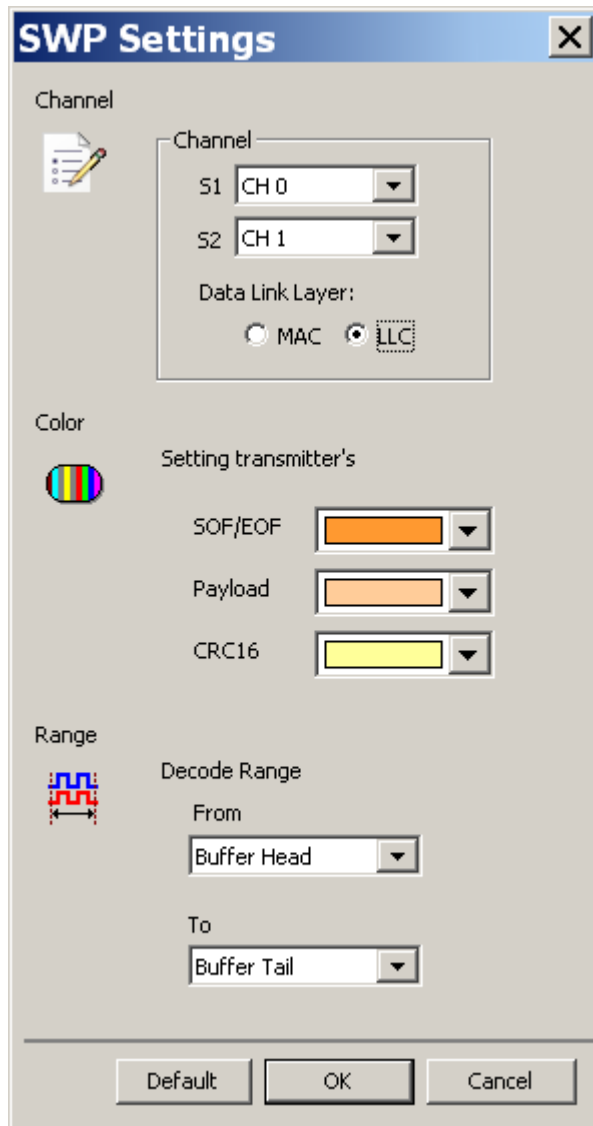 SWP Settings
Channel
Channel
S1 CH 0
S2 CH 1
Data Link Layer:
MAC LLC
Color
Setting transmitter's
SOF/EOF
Payload
CRC16
Range
Decode Range
From
Buffer Head
To
Buffer Tail
Default OK Cancel